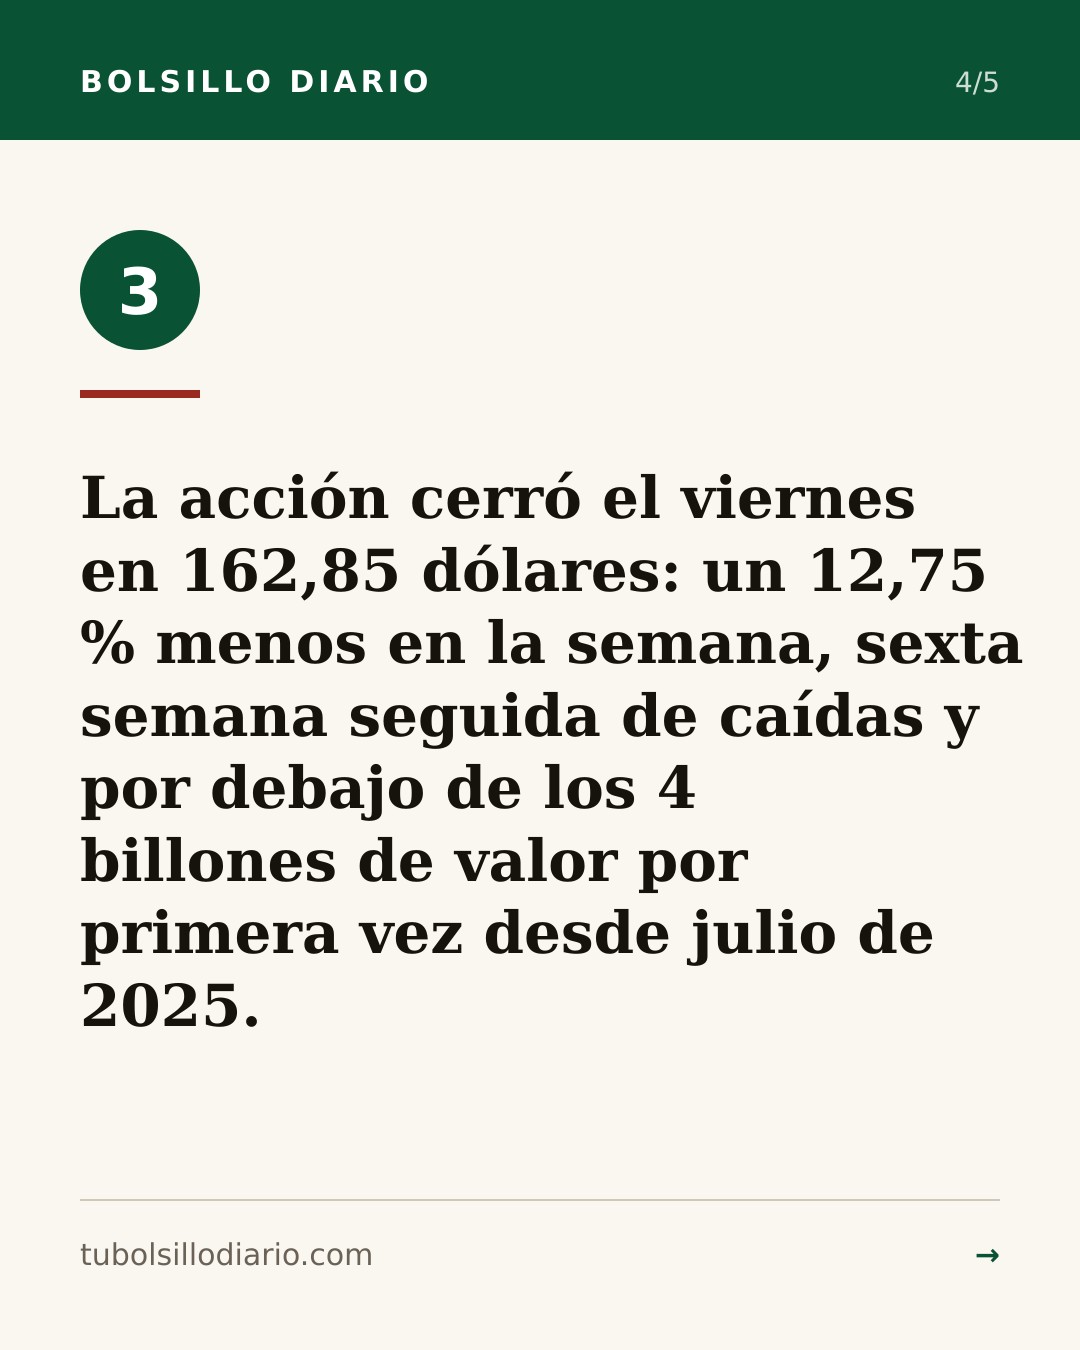 BOLSILLO DIARIO
4/5
3
La acción cerró el viernes
en 162,85 dólares: un 12,75
% menos en la semana, sexta
semana seguida de caídas y
por debajo de los 4
billones de valor por
primera vez desde julio de
2025.
tubolsillodiario.com
→